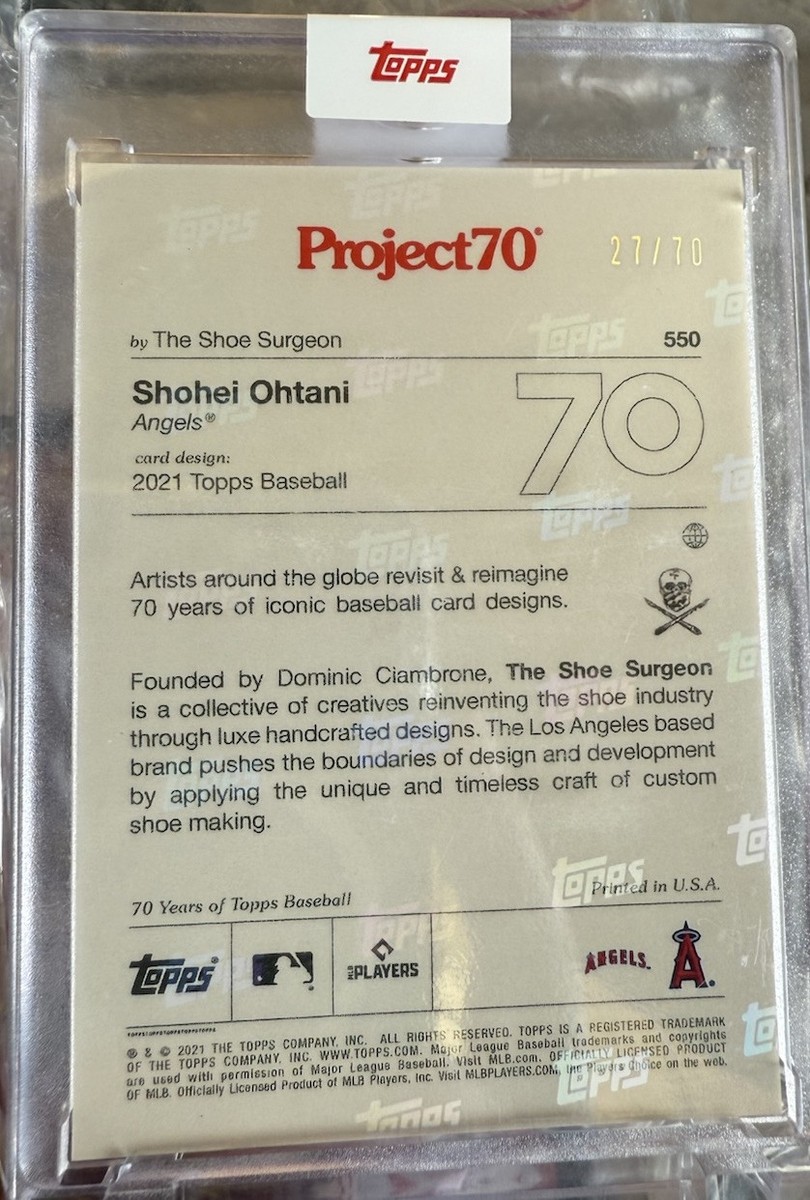 TOPPS
Project70®
27/70
by The Shoe Surgeon
550
Shohei Ohtani
Angels®
70
card design:
2021 Topps Baseball
Artists around the globe revisit & reimagine
70 years of iconic baseball card designs.
Founded by Dominic Ciambrone, The Shoe Surgeon
is a collective of creatives reinventing the shoe industry
through luxe handcrafted designs. The Los Angeles based
brand pushes the boundaries of design and development
by applying the unique and timeless craft of custom
shoe making.
70 Years of Topps Baseball
Printed in U.S.A.
TOPPS®
MLB PLAYERS
ANGELS
A
® & © 2021 THE TOPPS COMPANY, INC. ALL RIGHTS RESERVED. TOPPS IS A REGISTERED TRADEMARK
OF THE TOPPS COMPANY, INC. WWW.TOPPS.COM. Major League Baseball trademarks and copyrights
are used with permission of Major League Baseball. Visit MLB.com. OFFICIALLY LICENSED PRODUCT
OF MLB. Officially Licensed Product of MLB Players, Inc. Visit MLBPLAYERS.COM, the Players Choice on the web.